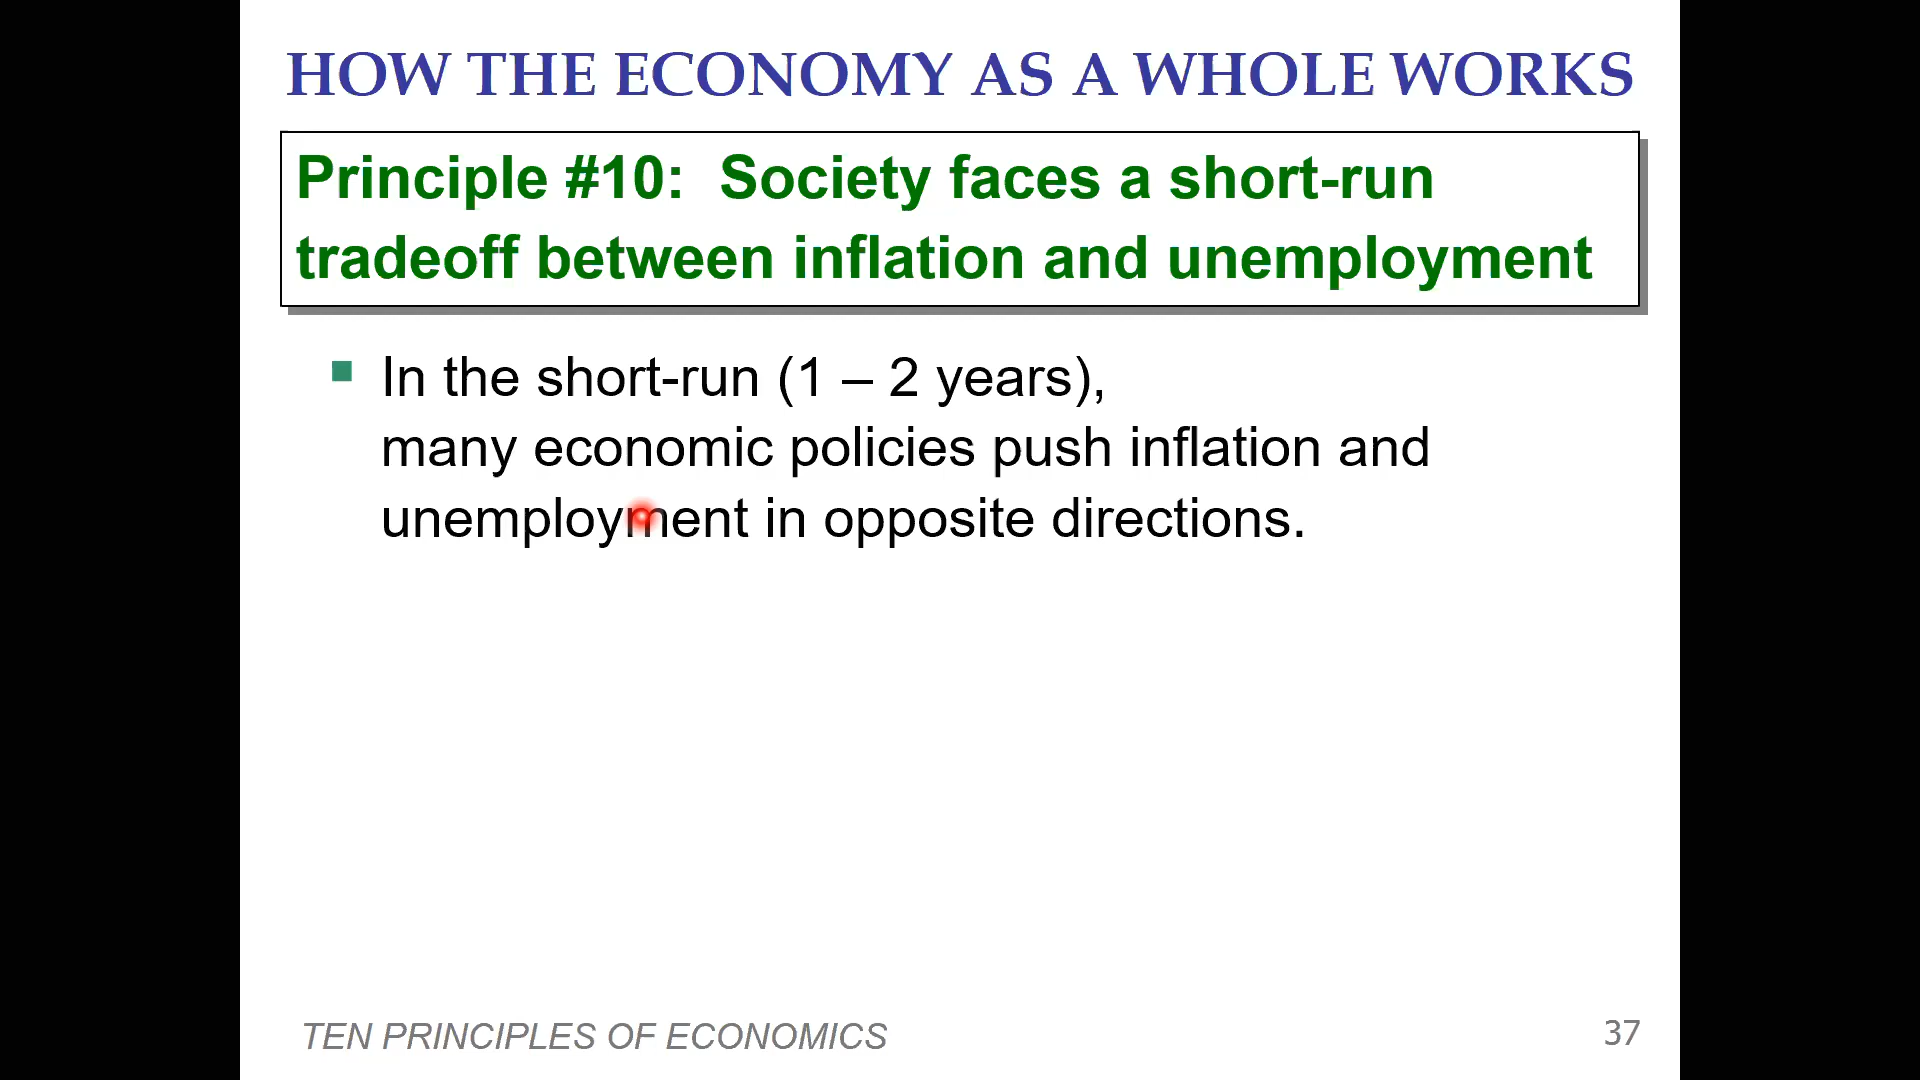 HOW THE ECONOMY AS A WHOLE WORKS
Principle #10:  Society faces a short-run
tradeoff between inflation and unemployment
In the short-run (1 – 2 years),
many economic policies push inflation and
unemployment in opposite directions.
TEN PRINCIPLES OF ECONOMICS
37